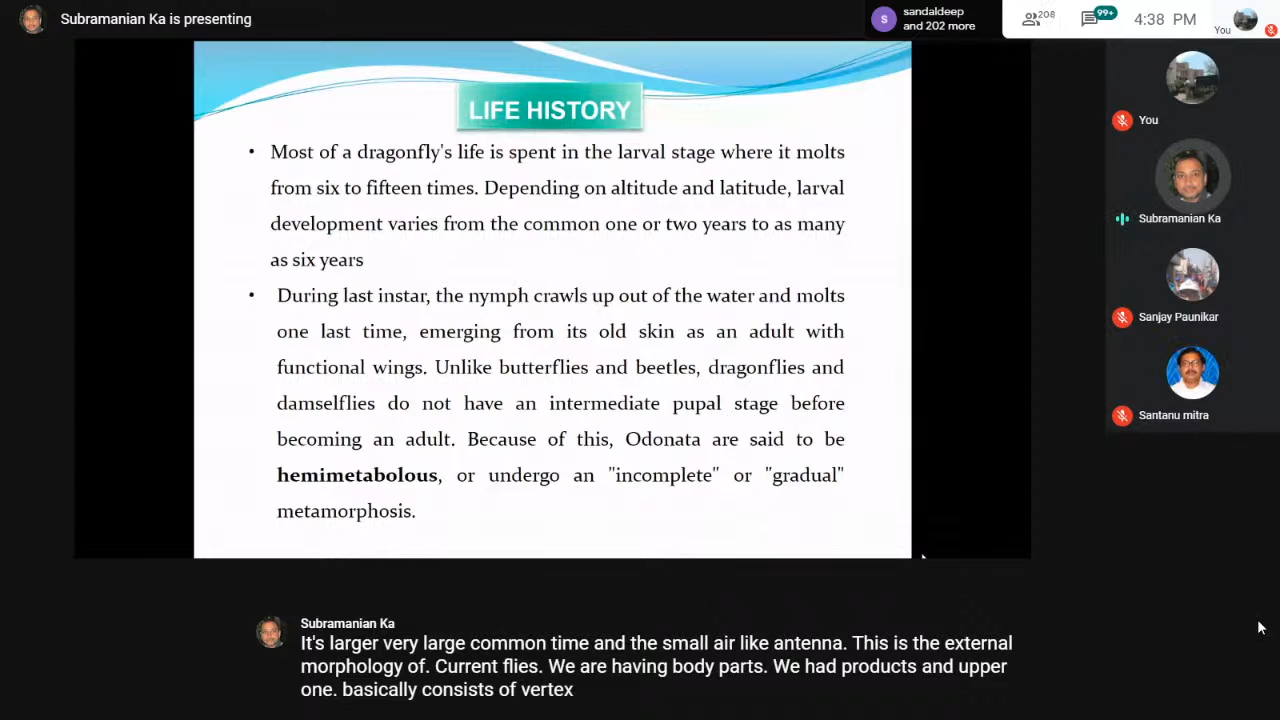 Subramanian Ka is presenting
S
sandaldeep
and 202 more
208
99+
4:38 PM
You
LIFE HISTORY
• Most of a dragonfly's life is spent in the larval stage where it molts
from six to fifteen times. Depending on altitude and latitude, larval
development varies from the common one or two years to as many
as six years
• During last instar, the nymph crawls up out of the water and molts
one last time, emerging from its old skin as an adult with
functional wings. Unlike butterflies and beetles, dragonflies and
damselflies do not have an intermediate pupal stage before
becoming an adult. Because of this, Odonata are said to be
hemimetabolous, or undergo an "incomplete" or "gradual"
metamorphosis.
You
Subramanian Ka
Sanjay Paunikar
Santanu mitra
Subramanian Ka
It's larger very large common time and the small air like antenna. This is the external
morphology of. Current flies. We are having body parts. We had products and upper
one. basically consists of vertex